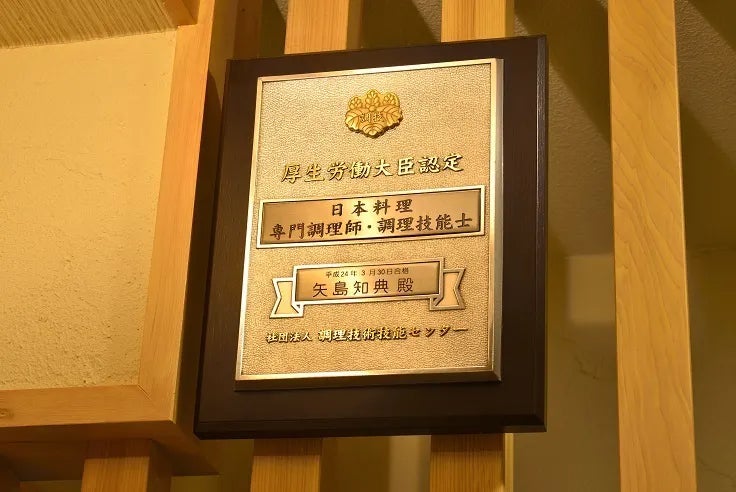 調技
厚生労働大臣認定
日本料理
専門調理師・調理技能士
平成24年3月30日合格
矢島知典 殿
社団法人 調理技術技能センター